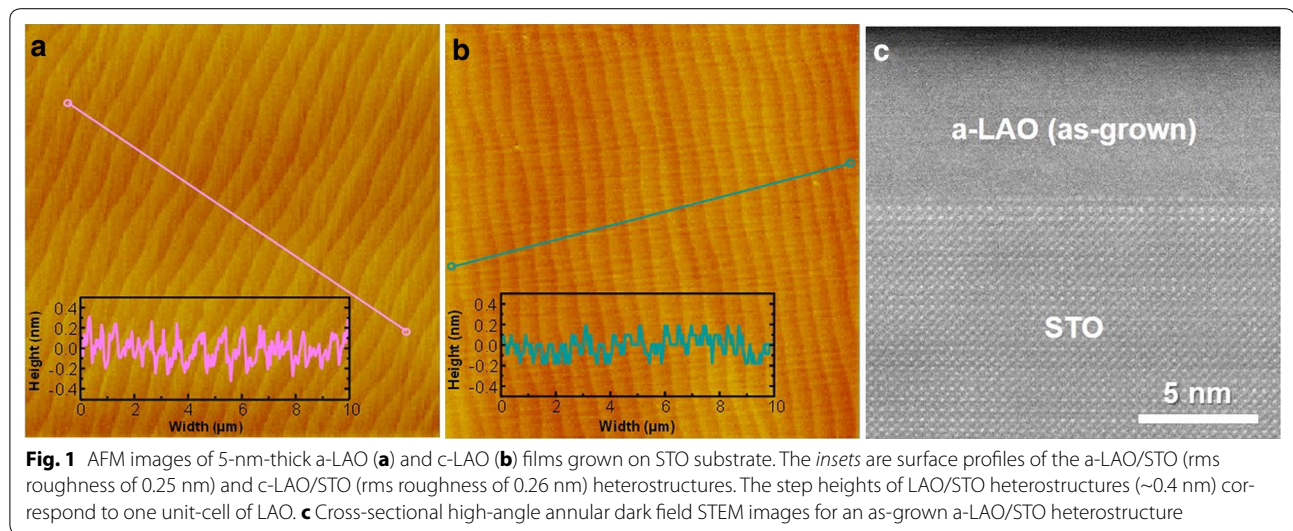 a
b
c
a-LAO (as-grown)
STO
5 nm
Height (nm)
0.4
0.2
0.0
-0.2
-0.4
0
2
4
6
8
10
Width (μm)
Height (nm)
0.4
0.2
0.0
-0.2
-0.4
0
2
4
6
8
10
Width (μm)
Fig. 1 AFM images of 5-nm-thick a-LAO (a) and c-LAO (b) films grown on STO substrate. The insets are surface profiles of the a-LAO/STO (rms
roughness of 0.25 nm) and c-LAO/STO (rms roughness of 0.26 nm) heterostructures. The step heights of LAO/STO heterostructures (~0.4 nm) cor-
respond to one unit-cell of LAO. c Cross-sectional high-angle annular dark field STEM images for an as-grown a-LAO/STO heterostructure